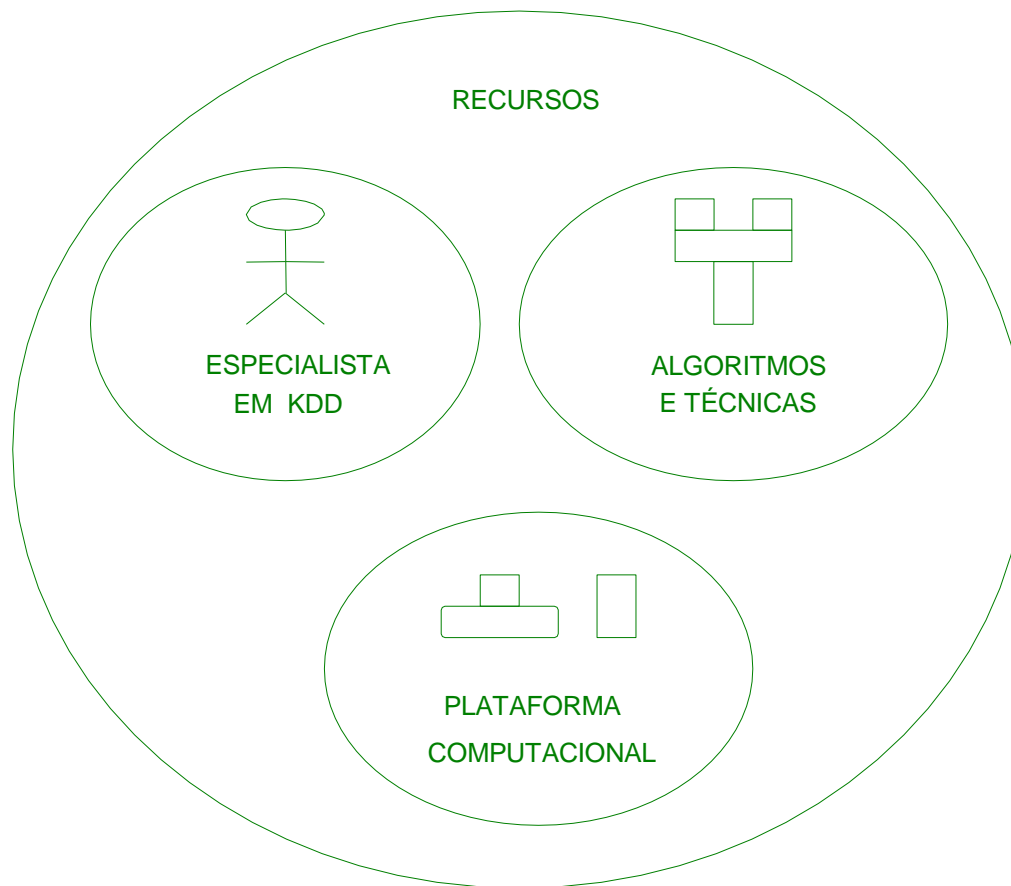 RECURSOS
ESPECIALISTA
EM KDD
ALGORITMOS
E TÉCNICAS
PLATAFORMA
COMPUTACIONAL